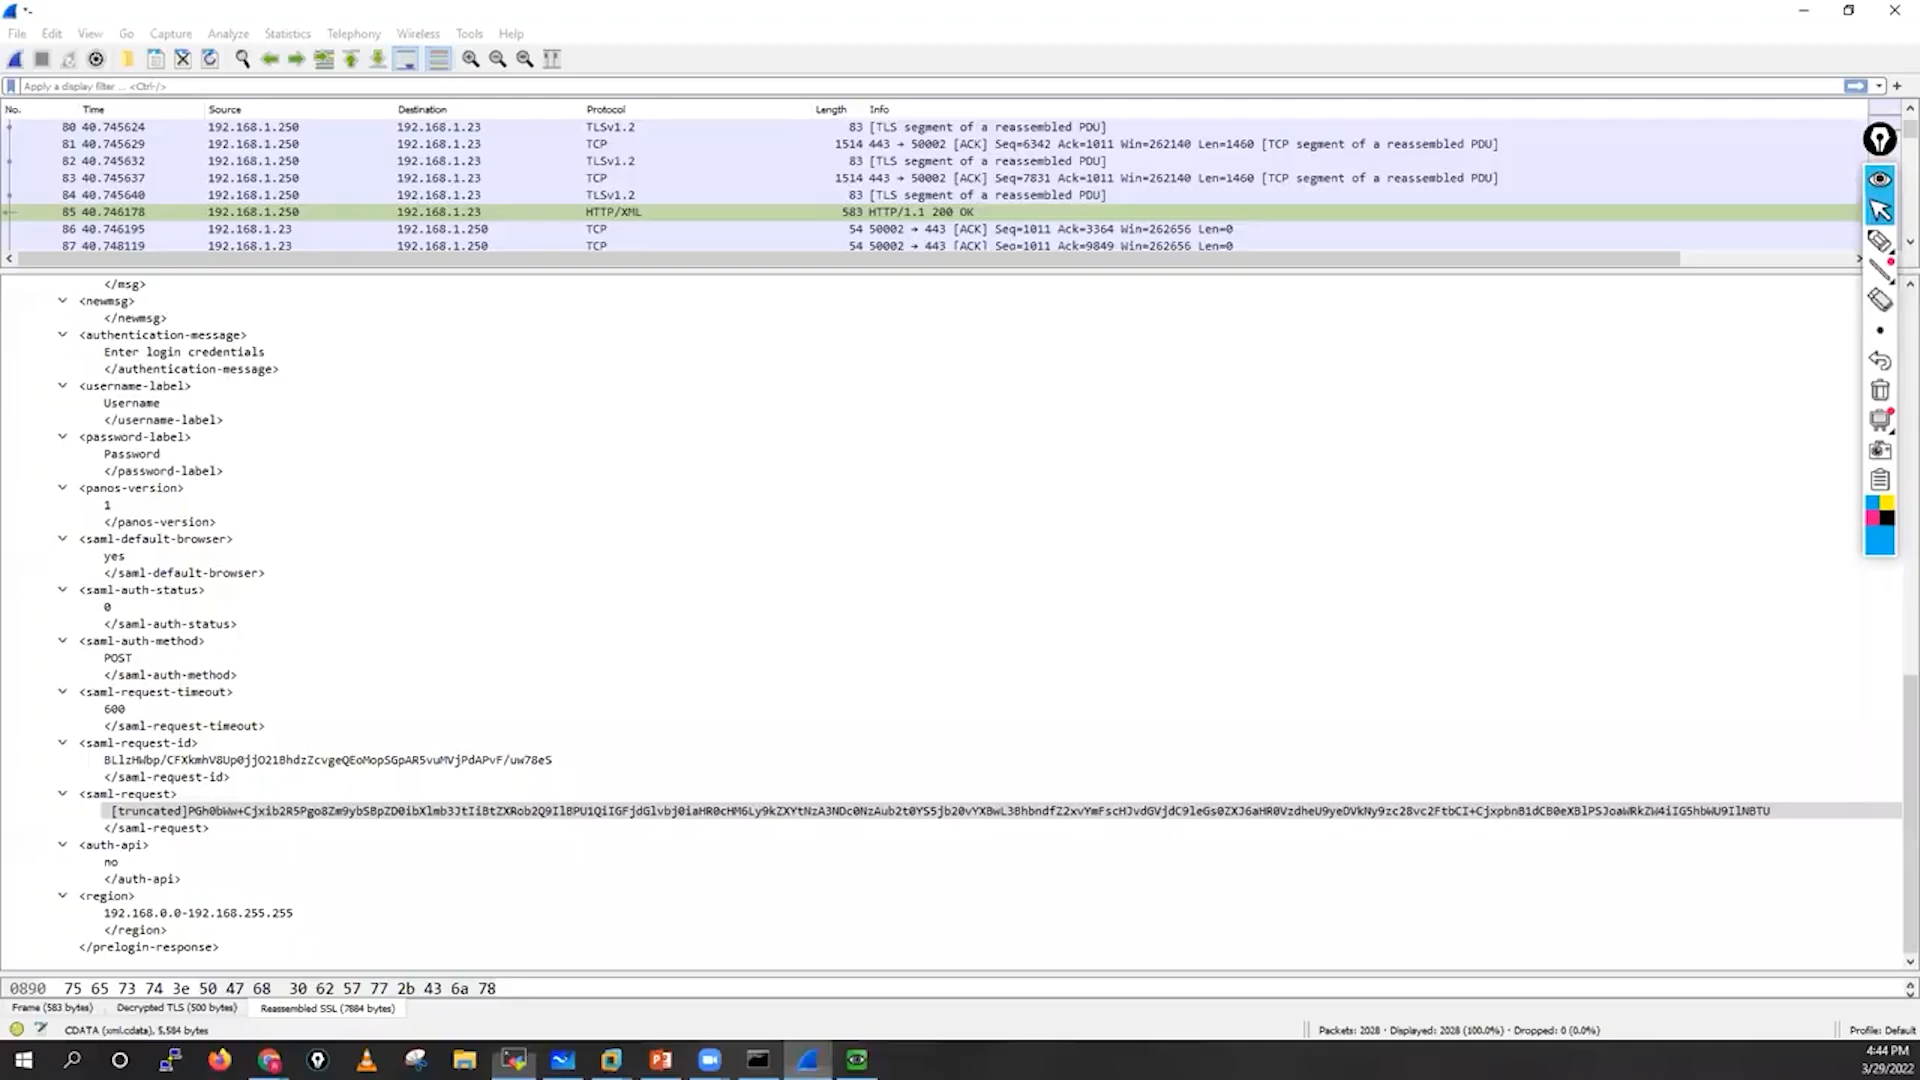 File Edit View Go Capture Analyze Statistics Telephony Wireless Tools Help
Apply a display filter ... <Ctrl-/>
No. Time Source Destination Protocol Length Info
80 40.745624 192.168.1.250 192.168.1.23 TLSv1.2 83 [TLS segment of a reassembled PDU]
81 40.745629 192.168.1.250 192.168.1.23 TCP 1514 443 → 50002 [ACK] Seq=6342 Ack=1011 Win=262140 Len=1460 [TCP segment of a reassembled PDU]
82 40.745632 192.168.1.250 192.168.1.23 TLSv1.2 83 [TLS segment of a reassembled PDU]
83 40.745637 192.168.1.250 192.168.1.23 TCP 1514 443 → 50002 [ACK] Seq=7831 Ack=1011 Win=262140 Len=1460 [TCP segment of a reassembled PDU]
84 40.745640 192.168.1.250 192.168.1.23 TLSv1.2 83 [TLS segment of a reassembled PDU]
85 40.746178 192.168.1.250 192.168.1.23 HTTP/XML 583 HTTP/1.1 200 OK
86 40.746195 192.168.1.23 192.168.1.250 TCP 54 50002 → 443 [ACK] Seq=1011 Ack=3364 Win=262656 Len=0
87 40.748119 192.168.1.23 192.168.1.250 TCP 54 50002 → 443 [ACK] Seq=1011 Ack=9849 Win=262656 Len=0
</msg>
<newmsg>
</newmsg>
<authentication-message>
Enter login credentials
</authentication-message>
<username-label>
Username
</username-label>
<password-label>
Password
</password-label>
<panos-version>
1
</panos-version>
<saml-default-browser>
yes
</saml-default-browser>
<saml-auth-status>
0
</saml-auth-status>
<saml-auth-method>
POST
</saml-auth-method>
<saml-request-timeout>
600
</saml-request-timeout>
<saml-request-id>
</saml-request-id>
<saml-request>
[truncated]
</saml-request>
<auth-api>
no
</auth-api>
<region>
192.168.0.0-192.168.255.255
</region>
</prelogin-response>
0890 75 65 73 74 3e 50 47 68 30 62 57 77 2b 43 6a 78
Frame (583 bytes) Decrypted TLS (500 bytes) Reassembled SSL (7884 bytes)
CDATA (xml.cdata), 5,584 bytes Packets: 2028 · Displayed: 2028 (100.0%) · Dropped: 0 (0.0%) Profile: Default
4:44 PM
3/29/2022